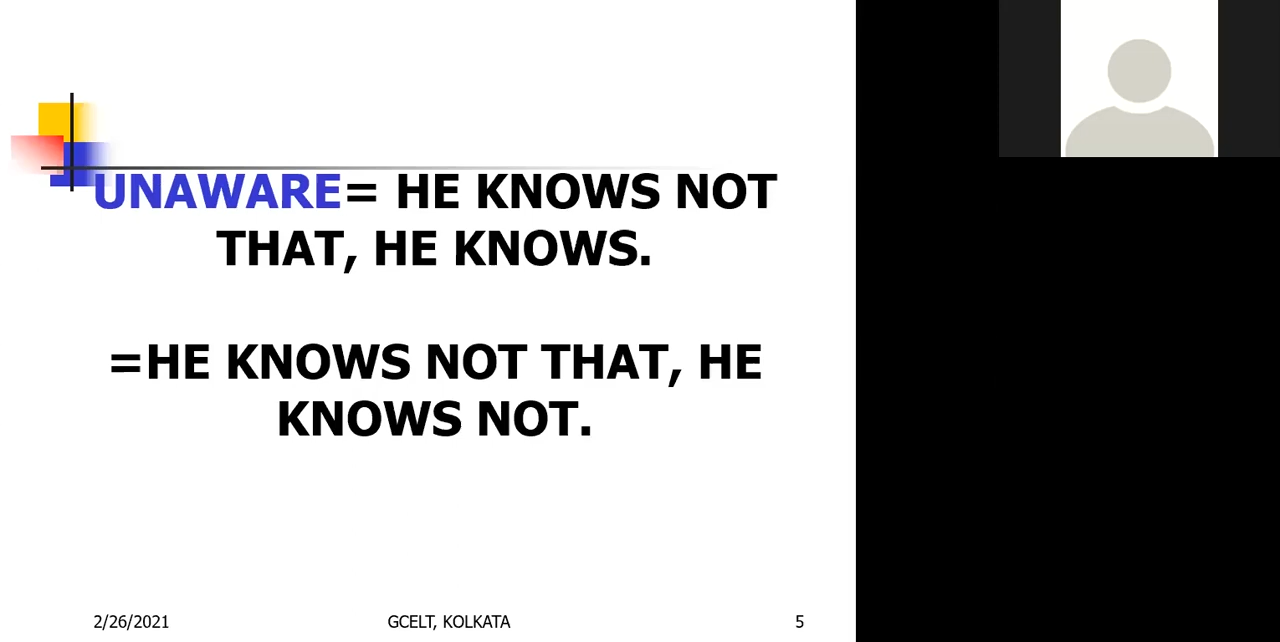 UNAWARE= HE KNOWS NOT
THAT, HE KNOWS.
=HE KNOWS NOT THAT, HE
KNOWS NOT.
2/26/2021 GCELT, KOLKATA 5